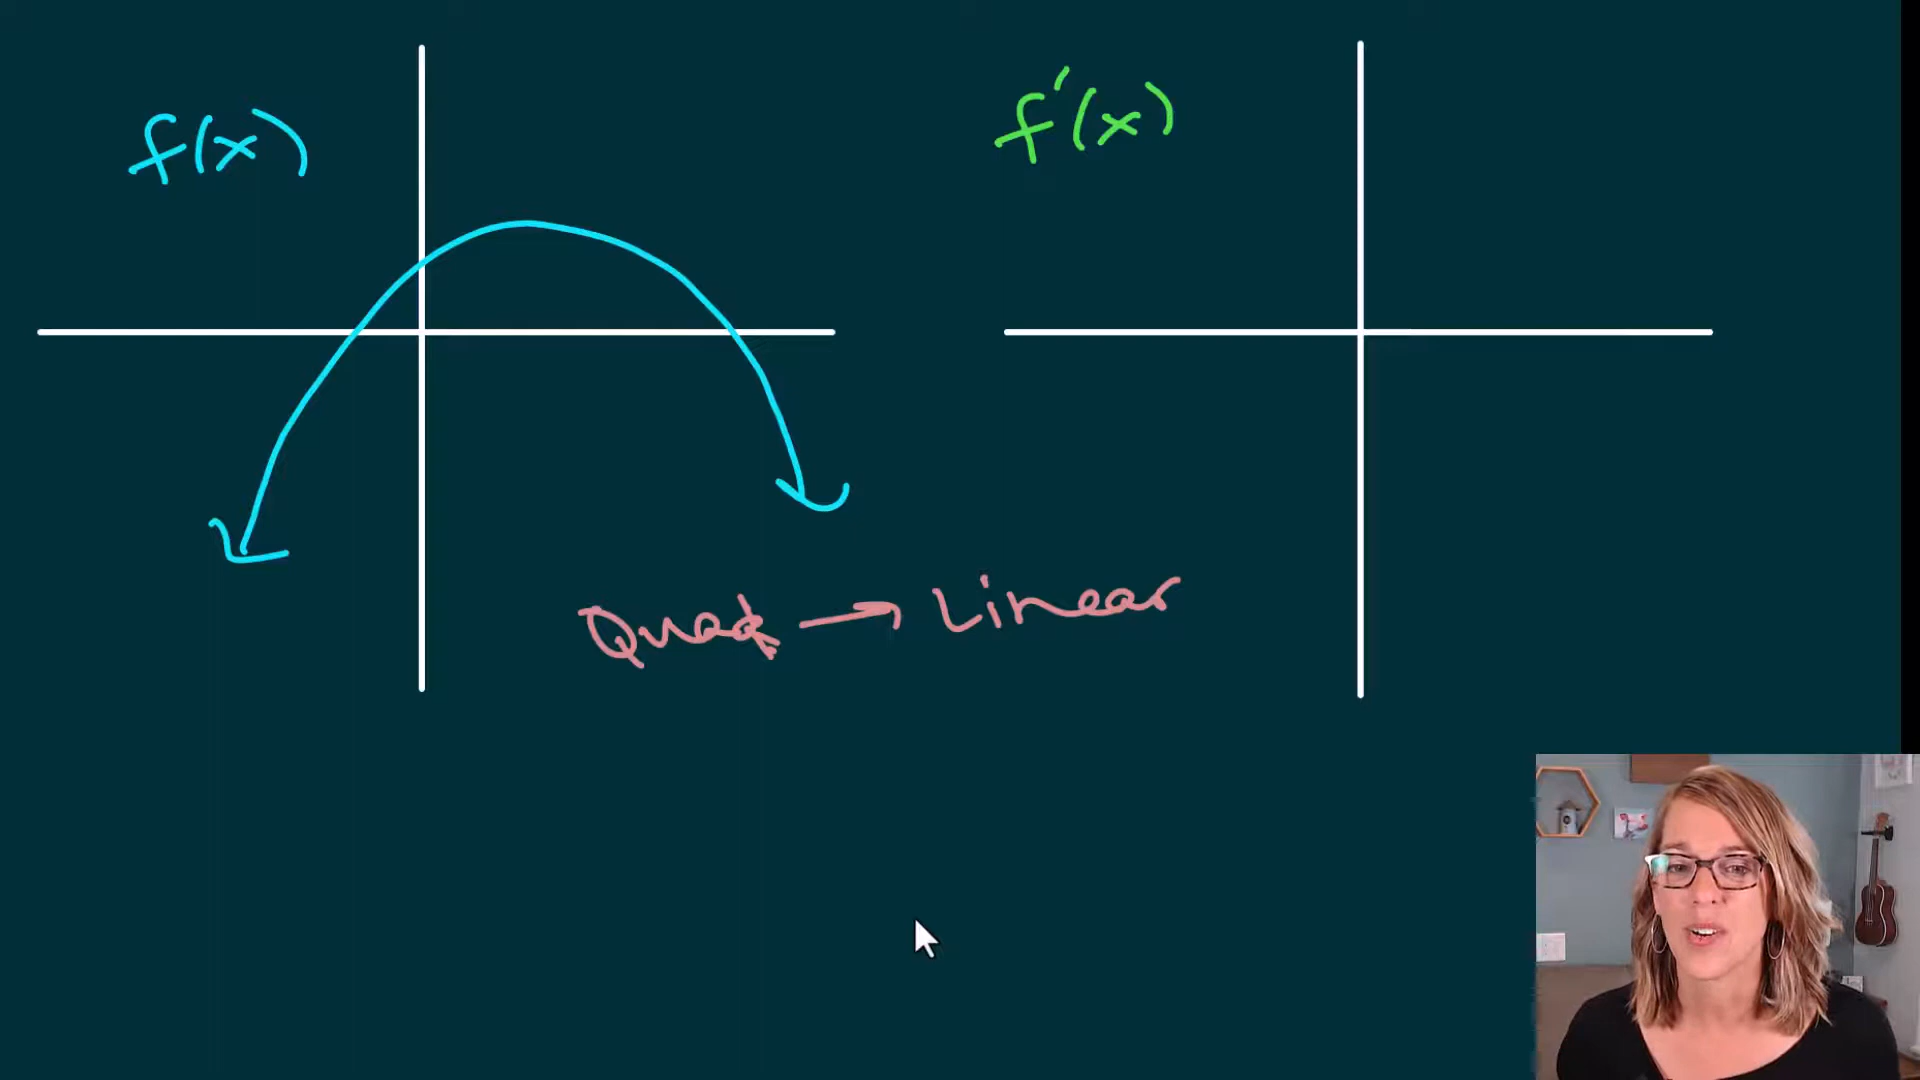 f(x)
f'(x)
Quad → Linear